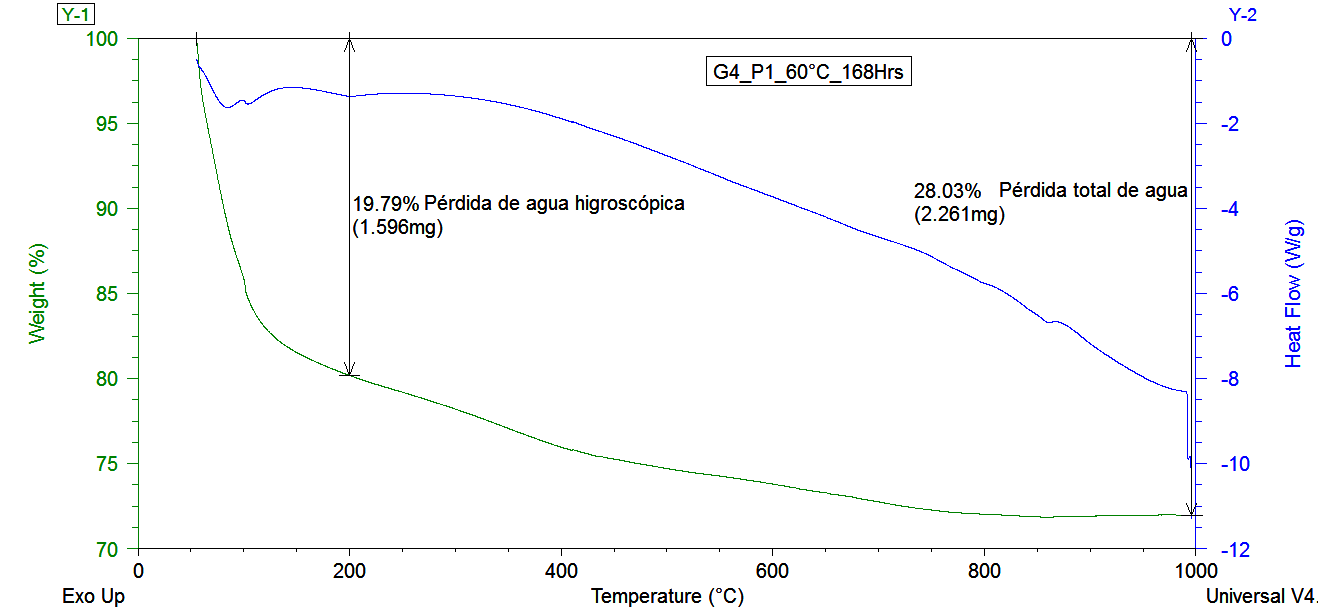 Y-1
Y-2
100
0
G4_P1_60°C_168Hrs
95
-2
28.03% Pérdida total de agua
(2.261mg)
19.79% Pérdida de agua higroscópica
(1.596mg)
90
-4
Weight (%)
Heat Flow (W/g)
85
-6
80
-8
75
-10
70
-12
0
200
400
600
800
1000
Exo Up
Temperature (°C)
Universal V4.